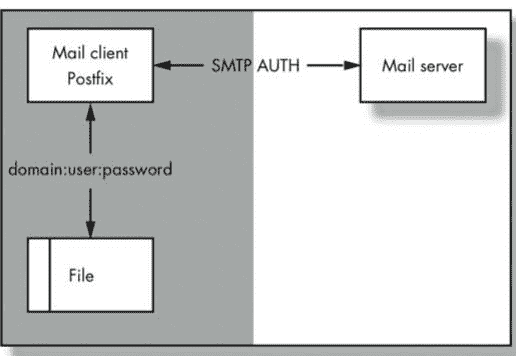 Mail client
Postfix
SMTP AUTH
Mail server
domain:user:password
File